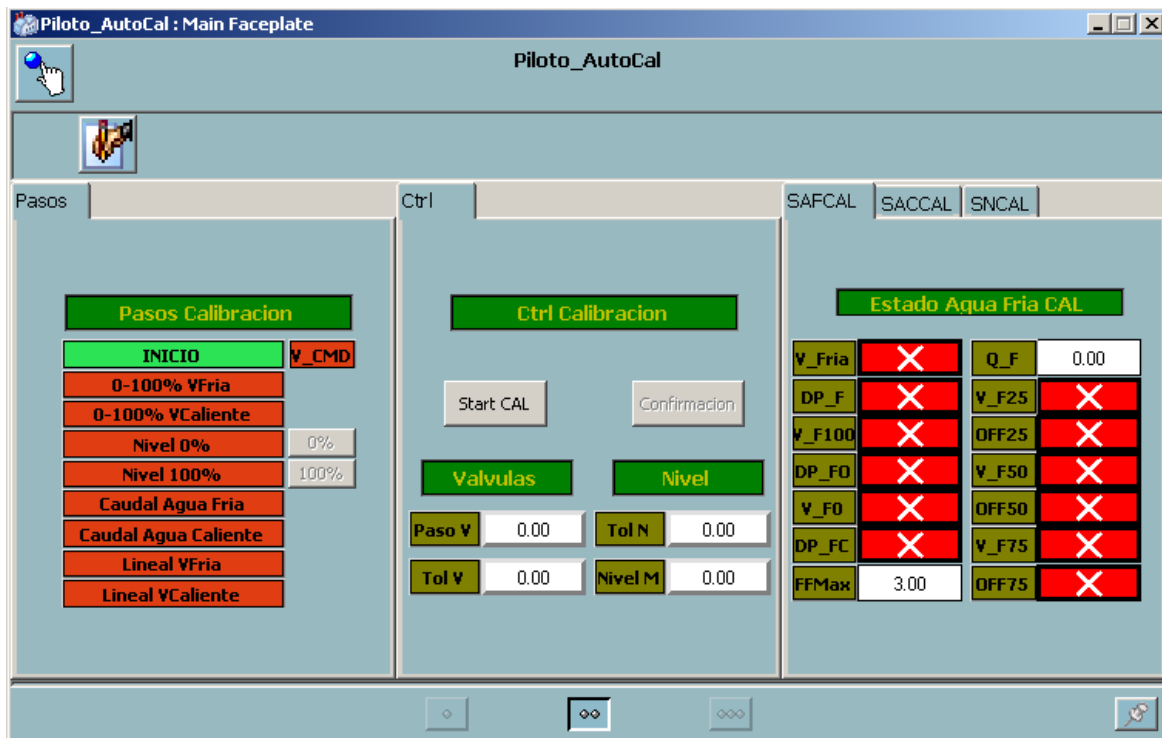 Piloto_AutoCal : Main Faceplate
Piloto_AutoCal
Pasos
Pasos Calibracion
INICIO V_CMD
0-100% VFria
0-100% VCaliente
Nivel 0% 0%
Nivel 100% 100%
Caudal Agua Fria
Caudal Agua Caliente
Lineal VFria
Lineal VCaliente
Ctrl
Ctrl Calibracion
Start CAL Confirmacion
Valvulas Nivel
Paso V 0.00 Tol N 0.00
Tol V 0.00 Nivel M 0.00
SAFCAL SACCAL SNCAL
Estado Agua Fria CAL
V_Fria Q_F 0.00
DP_F V_F25
V_F100 OFF25
DP_FO V_F50
V_F0 OFF50
DP_FC V_F75
FFMax 3.00 OFF75